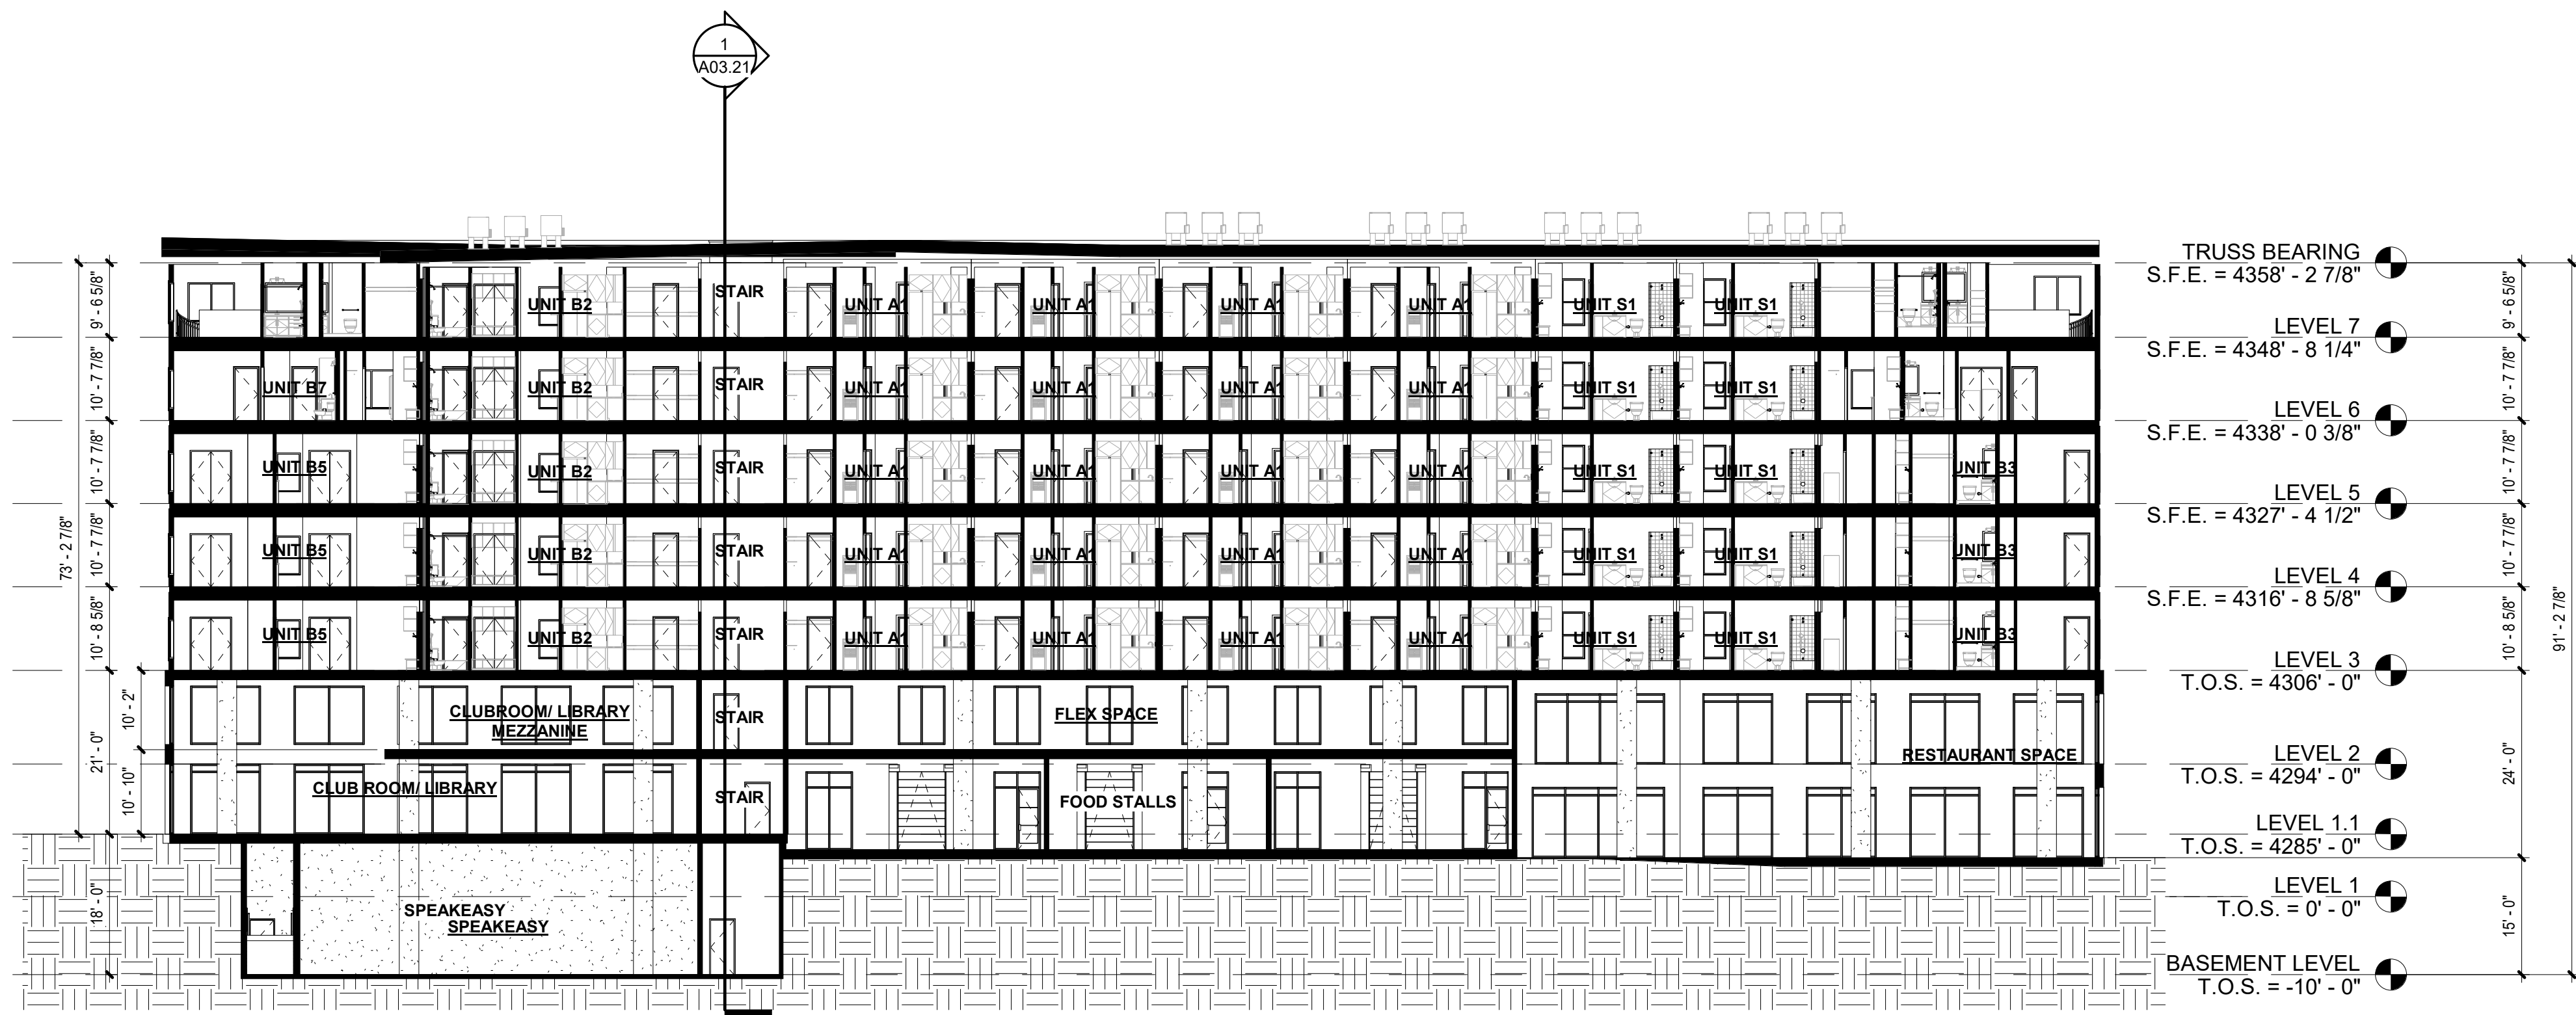 1
A03.21
TRUSS BEARING
S.F.E. = 4358' - 2 7/8"
9' - 6 5/8"
9' - 6 5/8"
UNIT B2
STAIR
UNIT A1
UNIT A1
UNIT A1
UNIT A1
UNIT S1
UNIT S1
LEVEL 7
S.F.E. = 4348' - 8 1/4"
10' - 7 7/8"
10' - 7 7/8"
UNIT B7
UNIT B2
STAIR
UNIT A1
UNIT A1
UNIT A1
UNIT A1
UNIT S1
UNIT S1
LEVEL 6
S.F.E. = 4338' - 0 3/8"
10' - 7 7/8"
10' - 7 7/8"
UNIT B5
UNIT B2
STAIR
UNIT A1
UNIT A1
UNIT A1
UNIT A1
UNIT S1
UNIT S1
UNIT B3
LEVEL 5
S.F.E. = 4327' - 4 1/2"
73' - 2 7/8"
10' - 7 7/8"
10' - 7 7/8"
UNIT B5
UNIT B2
STAIR
UNIT A1
UNIT A1
UNIT A1
UNIT A1
UNIT S1
UNIT S1
UNIT B3
LEVEL 4
S.F.E. = 4316' - 8 5/8"
10' - 8 5/8"
10' - 8 5/8"
91' - 2 7/8"
UNIT B5
UNIT B2
STAIR
UNIT A1
UNIT A1
UNIT A1
UNIT A1
UNIT S1
UNIT S1
UNIT B3
LEVEL 3
T.O.S. = 4306' - 0"
10' - 2"
CLUBROOM/ LIBRARY
MEZZANINE
STAIR
FLEX SPACE
RESTAURANT SPACE
LEVEL 2
T.O.S. = 4294' - 0"
21' - 0"
24' - 0"
10' - 10"
CLUB ROOM/ LIBRARY
STAIR
FOOD STALLS
LEVEL 1.1
T.O.S. = 4285' - 0"
18' - 0"
LEVEL 1
T.O.S. = 0' - 0"
SPEAKEASY
SPEAKEASY
15' - 0"
BASEMENT LEVEL
T.O.S. = -10' - 0"